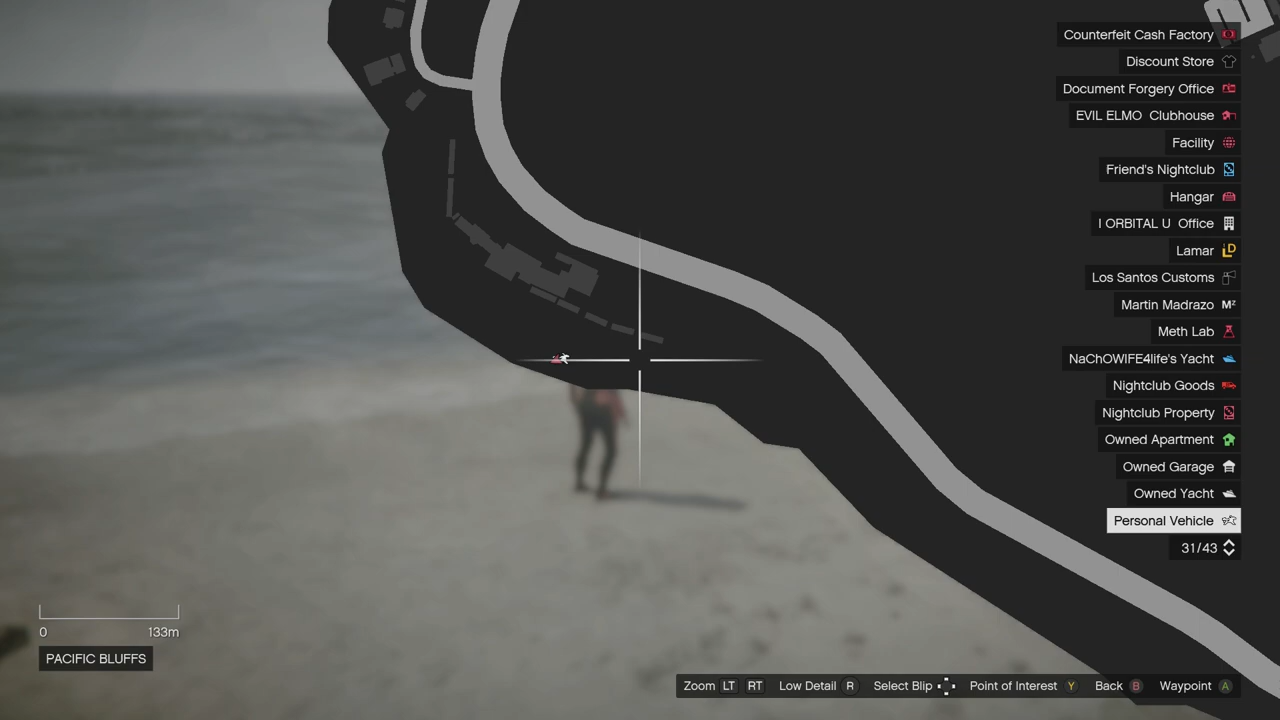 Counterfeit Cash Factory
Discount Store
Document Forgery Office
EVIL ELMO Clubhouse
Facility
Friend's Nightclub
Hangar
I ORBITAL U Office
Lamar LD
Los Santos Customs
Martin Madrazo M²
Meth Lab
NaChOWIFE4life's Yacht
Nightclub Goods
Nightclub Property
Owned Apartment
Owned Garage
Owned Yacht
Personal Vehicle
31/43
0 133m
PACIFIC BLUFFS
Zoom LT RT Low Detail R Select Blip Point of Interest Y Back B Waypoint A